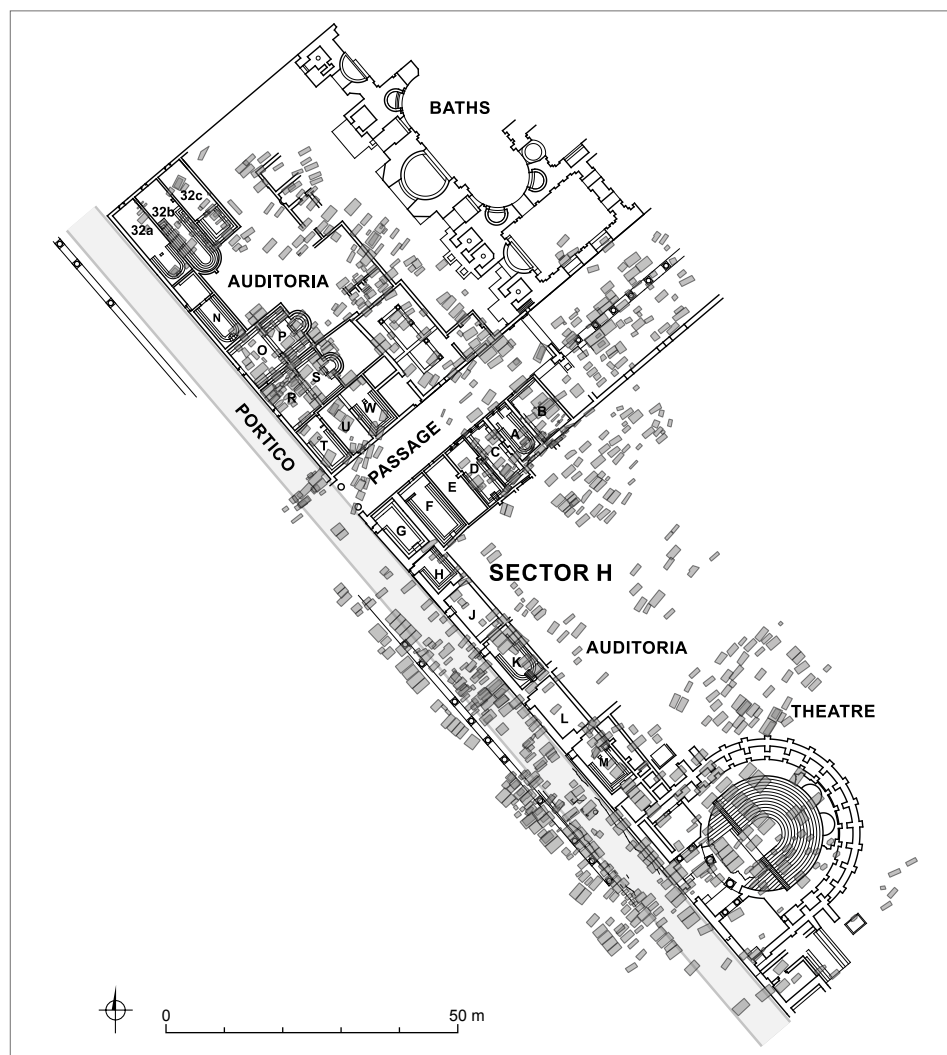 BATHS
32c
32b
32a
AUDITORIA
N
P
O
S
R
W
U
T
PORTICO
PASSAGE
B
A
C
D
E
F
G
H
SECTOR H
J
K
AUDITORIA
L
THEATRE
M
0
50 m